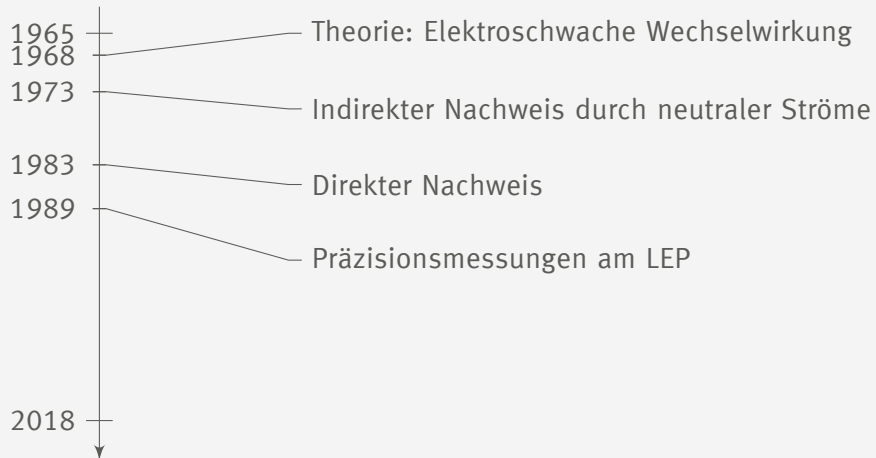 1965
Theorie: Elektroschwache Wechselwirkung
1968
1973
Indirekter Nachweis durch neutraler Ströme
1983
Direkter Nachweis
1989
Präzisionsmessungen am LEP
2018